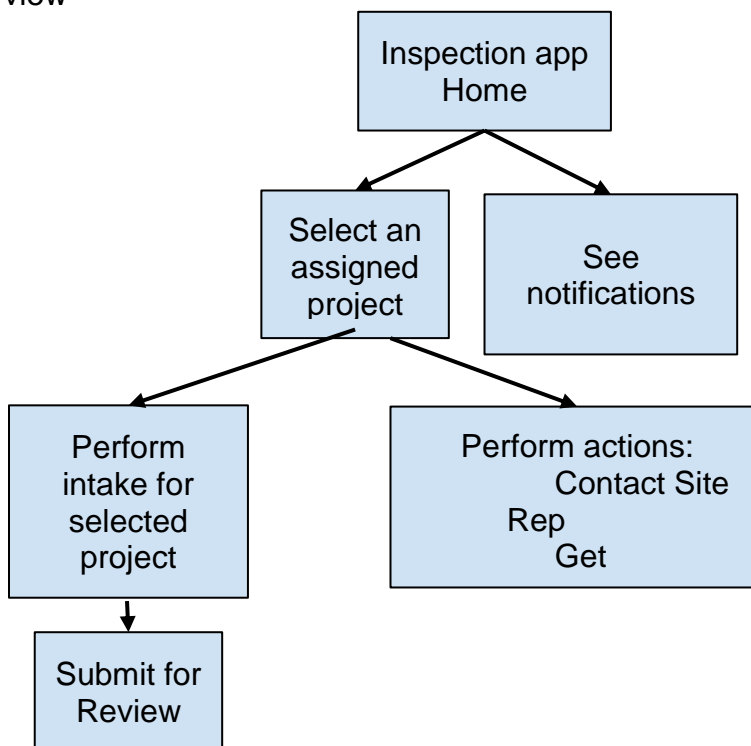 view
Inspection app
Home
Select an
assigned
project
See
notifications
Perform
intake for
selected
project
Perform actions:
Contact Site
Rep
Get
Submit for
Review